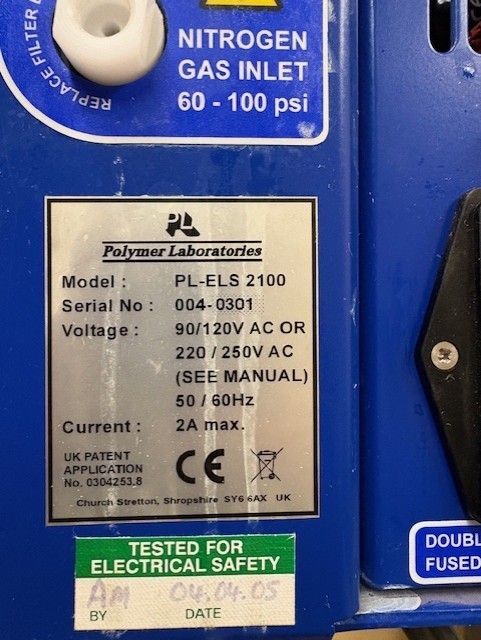 REPLACE FILTER
NITROGEN
GAS INLET
60 - 100 psi
PL
Polymer Laboratories
Model : PL-ELS 2100
Serial No : 004-0301
Voltage : 90/120V AC OR
220 / 250V AC
(SEE MANUAL)
50 / 60Hz
Current : 2A max.
UK PATENT
APPLICATION
No. 0304253.8
CE
Church Stretton, Shropshire SY6 6AX UK
TESTED FOR
ELECTRICAL SAFETY
AM 04.04.05
BY DATE
DOUBL
FUSED